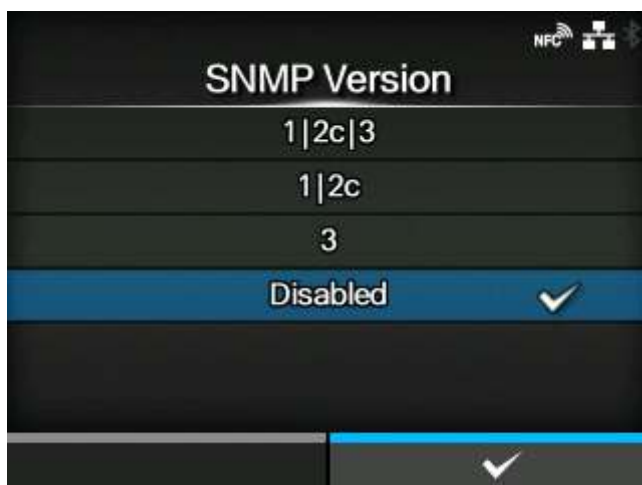 NFC
SNMP Version
1|2c|3
1|2c
3
Disabled